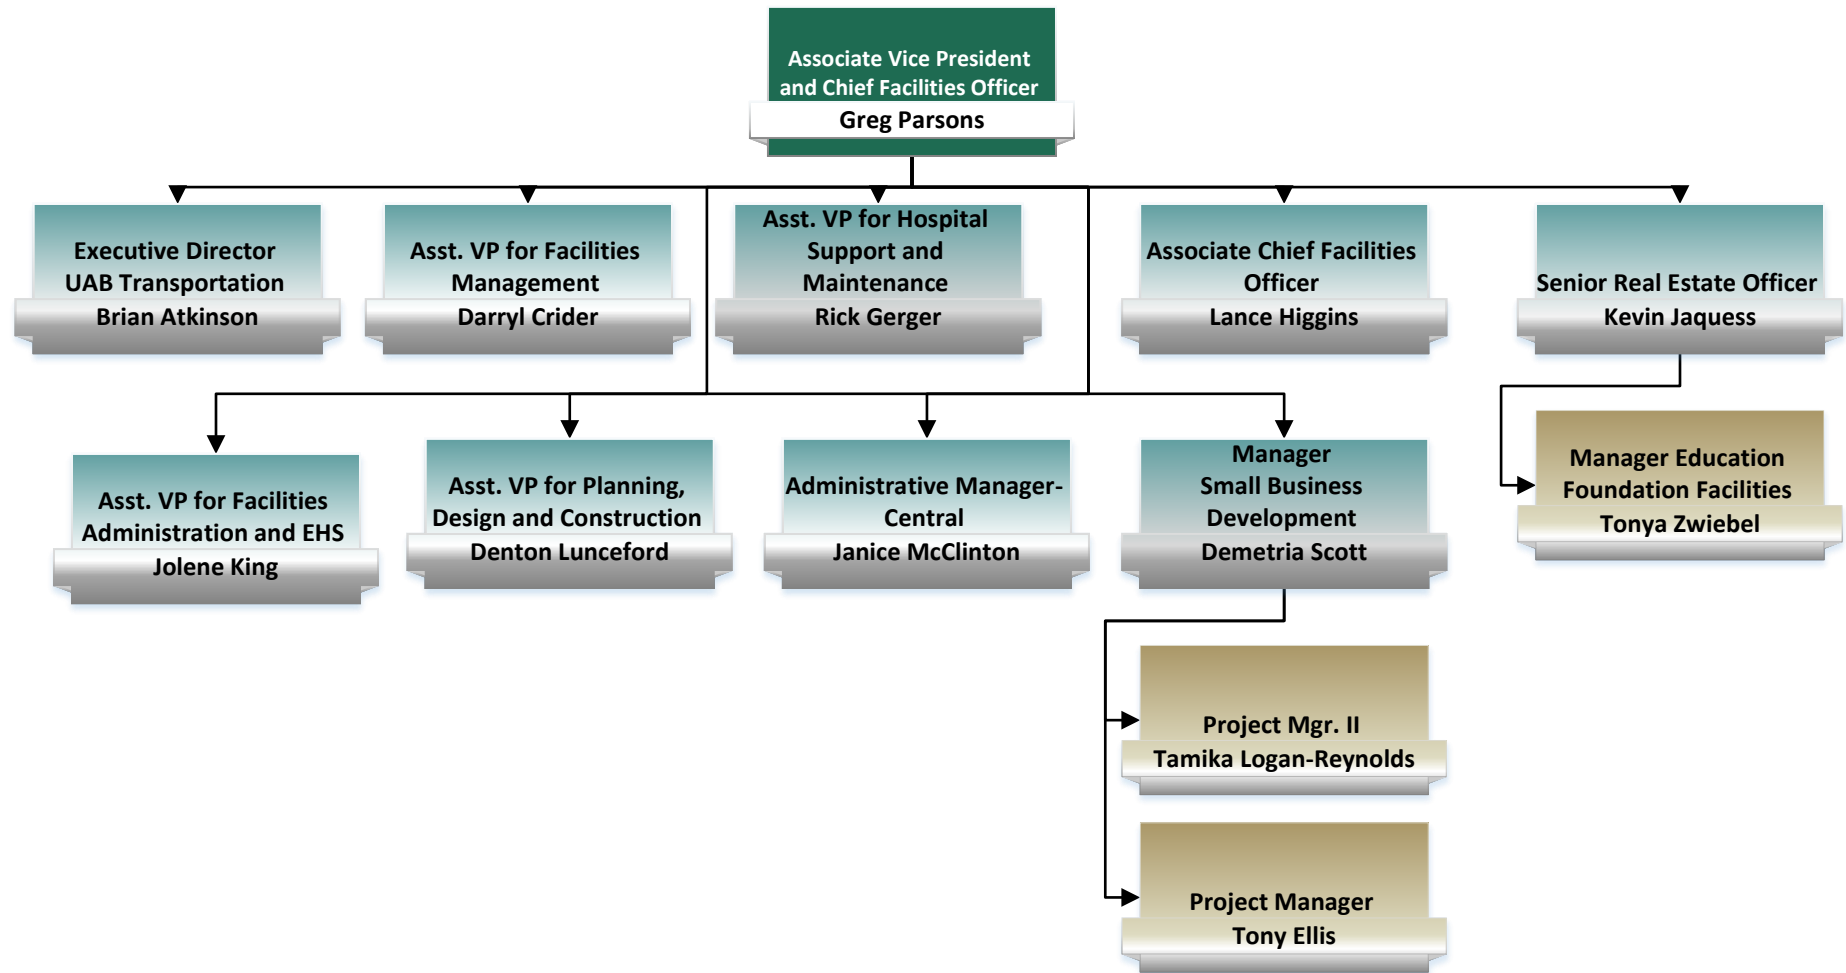 Associate Vice President
and Chief Facilities Officer
Greg Parsons
Executive Director
UAB Transportation
Brian Atkinson
Asst. VP for Facilities
Management
Darryl Crider
Asst. VP for Hospital
Support and
Maintenance
Rick Gerger
Associate Chief Facilities
Officer
Lance Higgins
Senior Real Estate Officer
Kevin Jaquess
Asst. VP for Facilities
Administration and EHS
Jolene King
Asst. VP for Planning,
Design and Construction
Denton Lunceford
Administrative Manager-
Central
Janice McClinton
Manager
Small Business
Development
Demetria Scott
Manager Education
Foundation Facilities
Tonya Zwiebel
Project Mgr. II
Tamika Logan-Reynolds
Project Manager
Tony Ellis